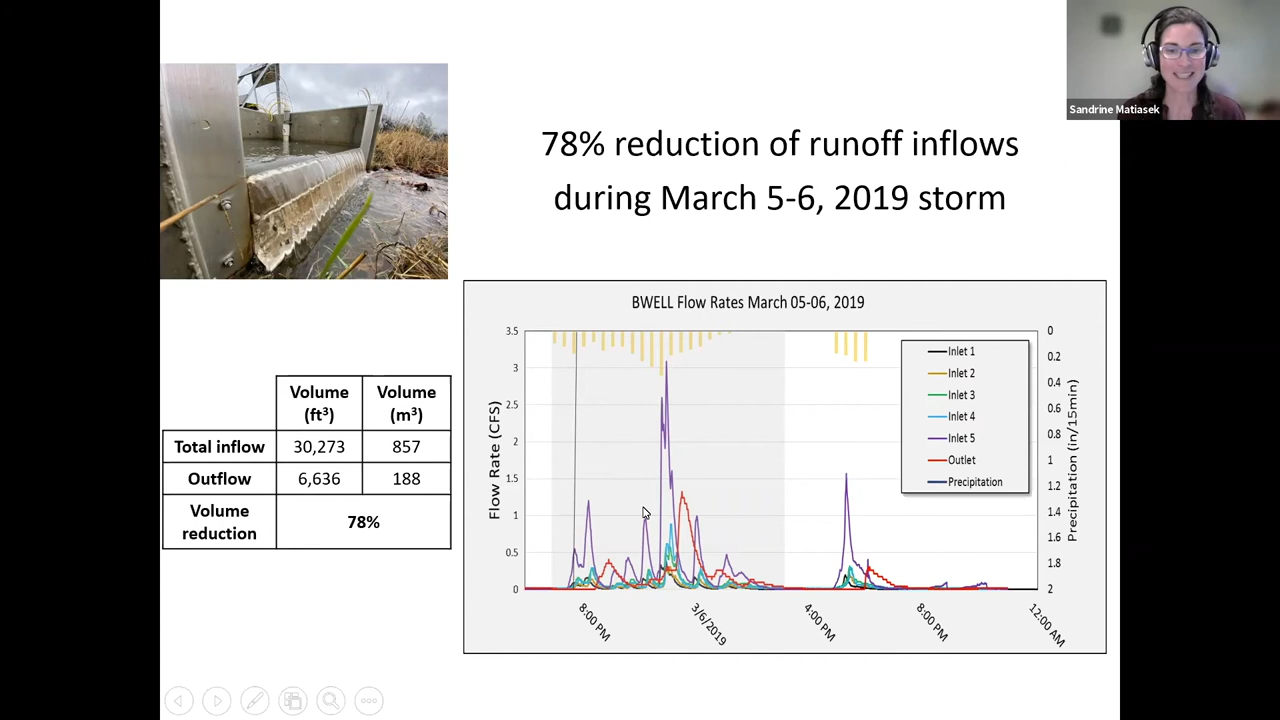 Sandrine Matiasek
78% reduction of runoff inflows
during March 5-6, 2019 storm
Volume (ft³) Volume (m³)
Total inflow 30,273 857
Outflow 6,636 188
Volume reduction 78%
BWELL Flow Rates March 05-06, 2019
Flow Rate (CFS)
3.5
3
2.5
2
1.5
1
0.5
0
Inlet 1
Inlet 2
Inlet 3
Inlet 4
Inlet 5
Outlet
Precipitation
0
0.2
0.4
0.6
0.8
1
1.2
1.4
1.6
1.8
2
Precipitation (in/15min)
8:00 PM
3/6/2019
4:00 PM
8:00 PM
12:00 AM